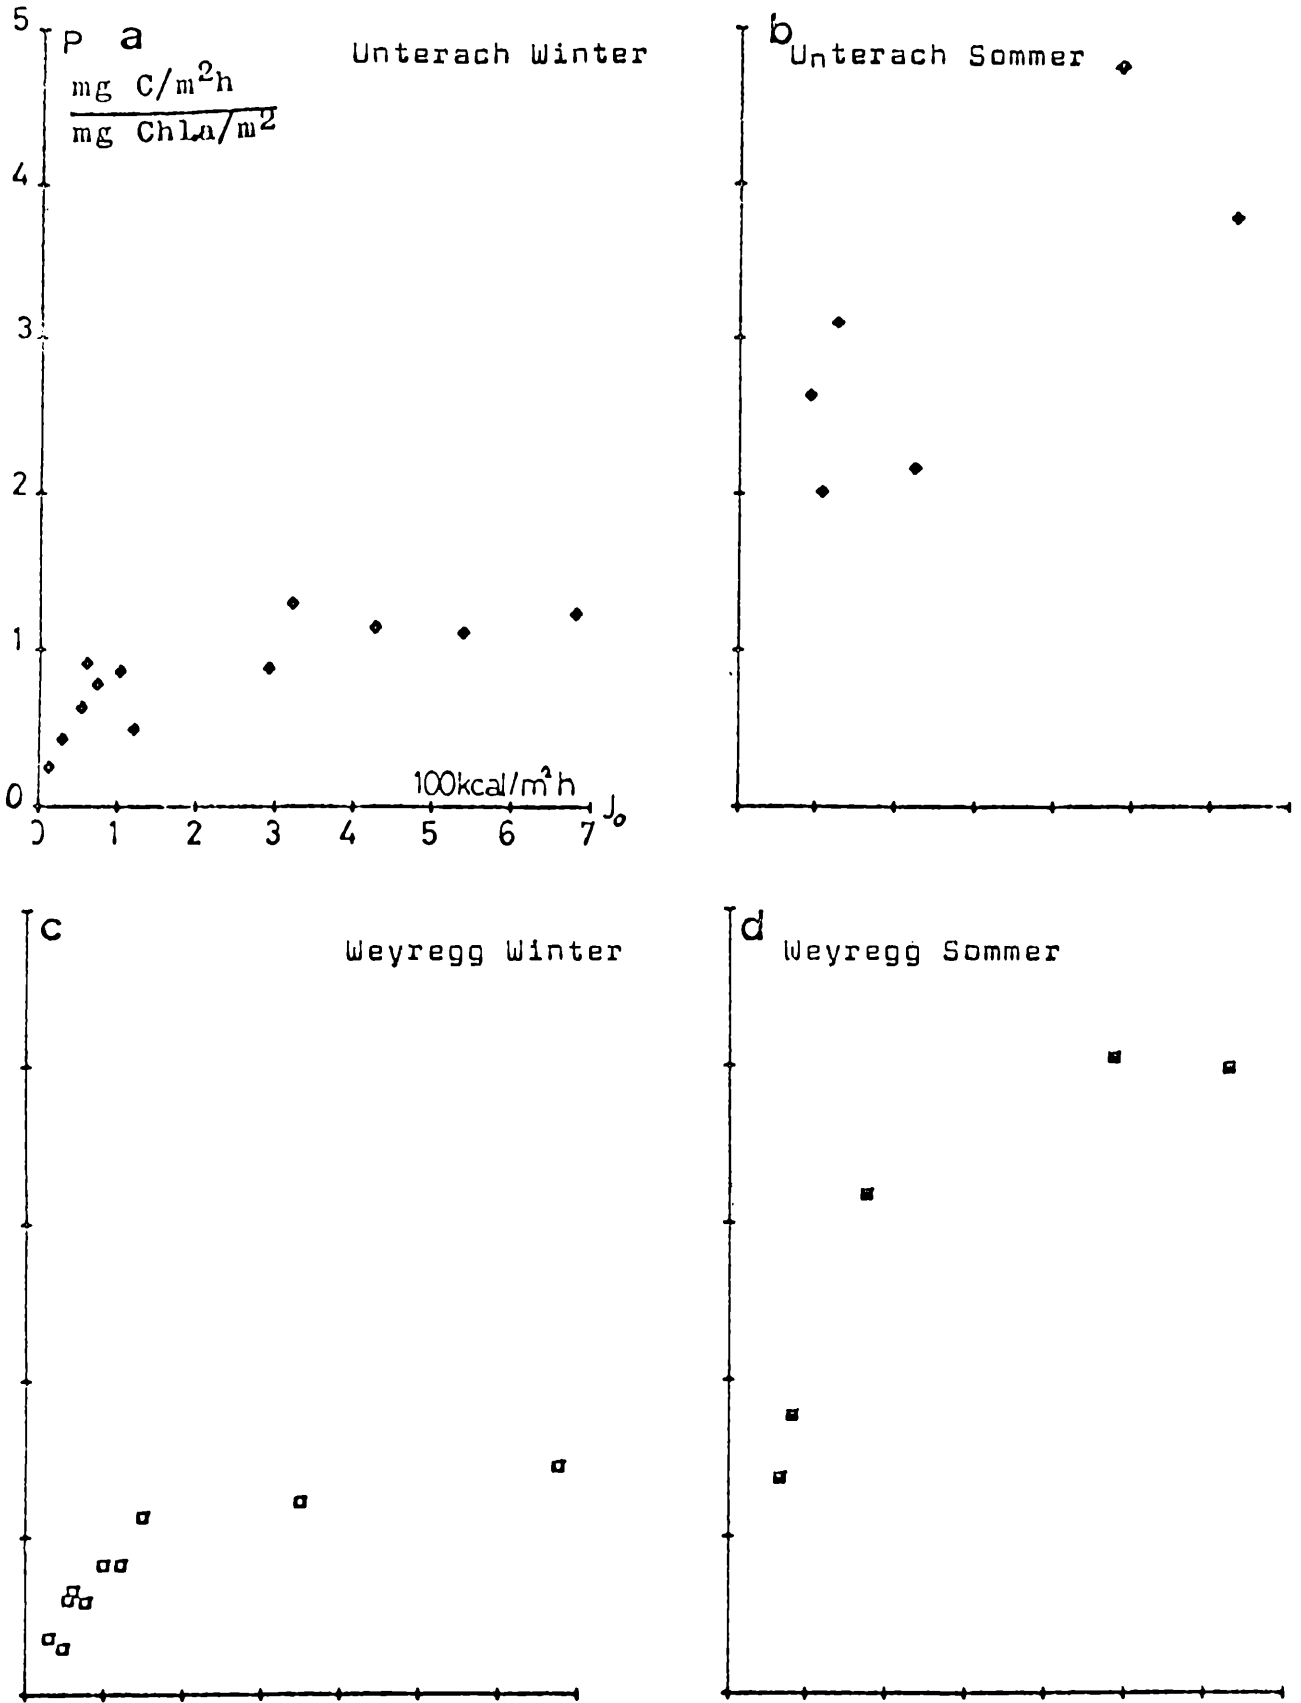 5
P a
Unterach Winter
mg C/m²h
mg Chla/m²
4
3
2
1
0
100kcal/m²h
0 1 2 3 4 5 6 7 J₀
b
Unterach Sommer
c
Weyregg Winter
d
Weyregg Sommer